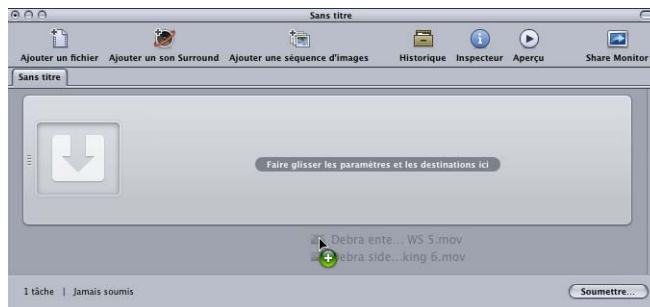 Sans titre
Ajouter un fichier Ajouter un son Surround Ajouter une séquence d'images Historique Inspecteur Aperçu Share Monitor
Sans titre
Faire glisser les paramètres et les destinations ici
Debra ente... WS 5.mov
Debra side...king 6.mov
1 tâche | Jamais soumis
Soumettre...